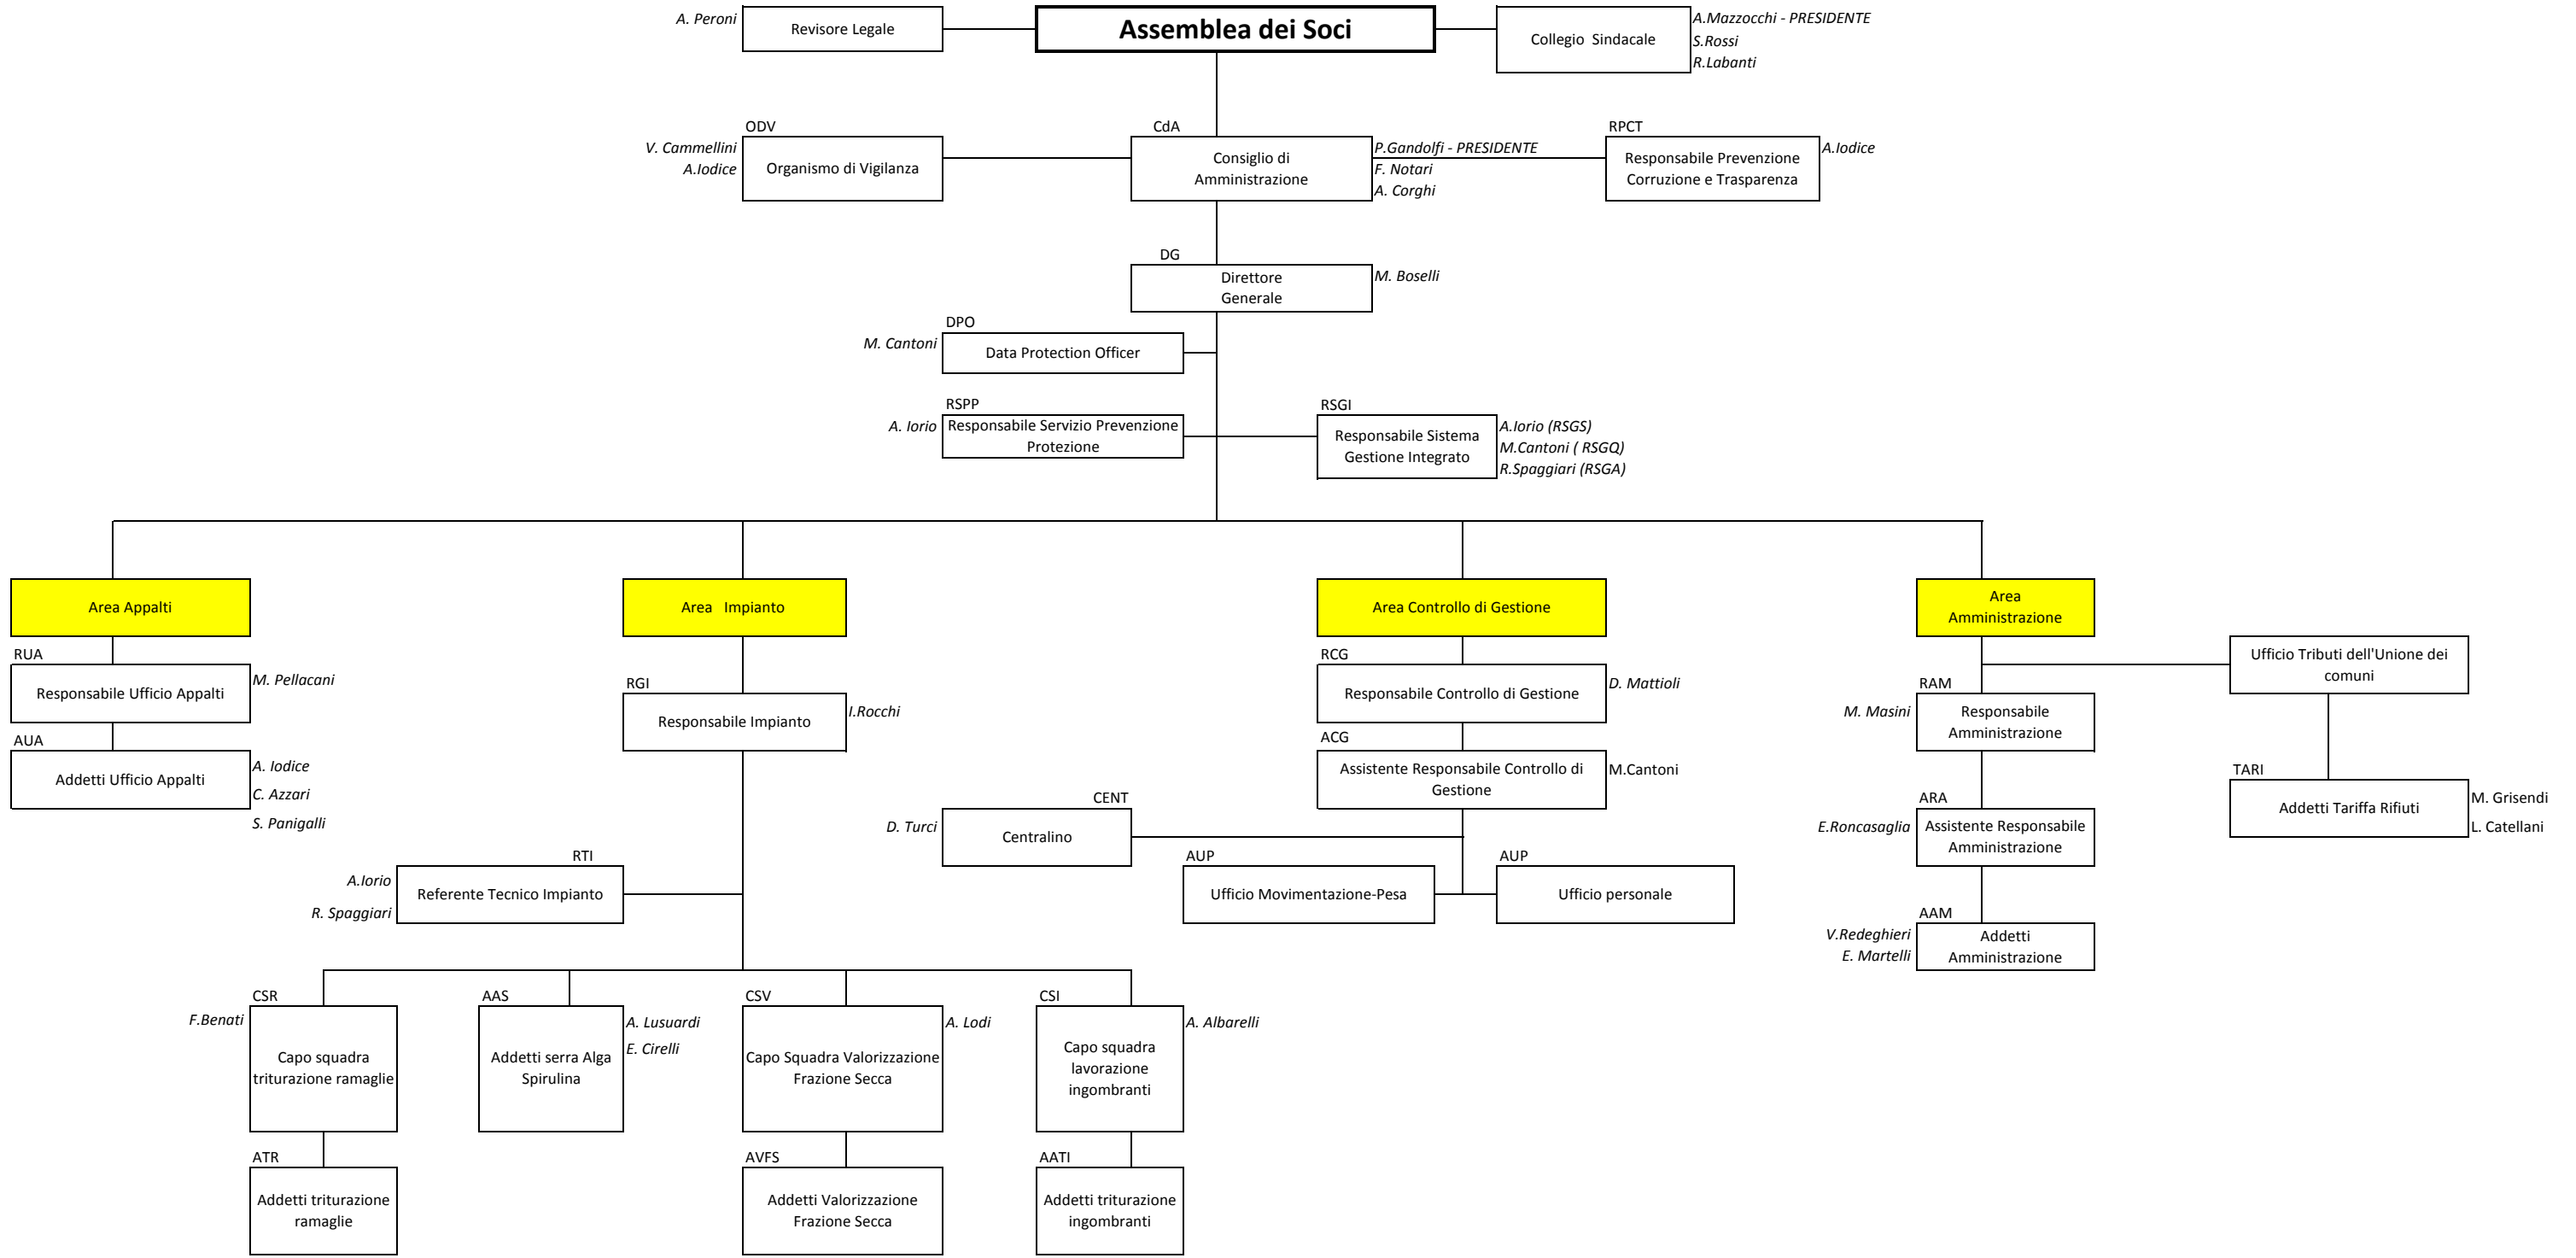 A. Peroni
Revisore Legale
Assemblea dei Soci
Collegio Sindacale
A.Mazzocchi - PRESIDENTE
S.Rossi
R.Labanti
ODV
V. Cammellini
A.Iodice
Organismo di Vigilanza
CdA
Consiglio di
Amministrazione
P.Gandolfi - PRESIDENTE
F. Notari
A. Corghi
RPCT
Responsabile Prevenzione
Corruzione e Trasparenza
A.Iodice
DG
Direttore
Generale
M. Boselli
DPO
M. Cantoni
Data Protection Officer
RSPP
A. Iorio
Responsabile Servizio Prevenzione
Protezione
RSGI
Responsabile Sistema
Gestione Integrato
A.Iorio (RSGS)
M.Cantoni ( RSGQ)
R.Spaggiari (RSGA)
Area Appalti
RUA
Responsabile Ufficio Appalti
M. Pellacani
AUA
Addetti Ufficio Appalti
A. Iodice
C. Azzari
S. Panigalli
Area Impianto
RGI
Responsabile Impianto
I.Rocchi
RTI
A.Iorio
R. Spaggiari
Referente Tecnico Impianto
CSR
F.Benati
Capo squadra
triturazione ramaglie
ATR
Addetti triturazione
ramaglie
AAS
Addetti serra Alga
Spirulina
A. Lusuardi
E. Cirelli
CSV
Capo Squadra Valorizzazione
Frazione Secca
A. Lodi
AVFS
Addetti Valorizzazione
Frazione Secca
CSI
Capo squadra
lavorazione
ingombranti
A. Albarelli
AATI
Addetti triturazione
ingombranti
Area Controllo di Gestione
RCG
Responsabile Controllo di Gestione
D. Mattioli
ACG
Assistente Responsabile Controllo di
Gestione
M.Cantoni
CENT
D. Turci
Centralino
AUP
Ufficio Movimentazione-Pesa
AUP
Ufficio personale
Area
Amministrazione
Ufficio Tributi dell'Unione dei
comuni
RAM
M. Masini
Responsabile
Amministrazione
TARI
Addetti Tariffa Rifiuti
M. Grisendi
L. Catellani
ARA
E.Roncasaglia
Assistente Responsabile
Amministrazione
AAM
V.Redeghieri
E. Martelli
Addetti
Amministrazione